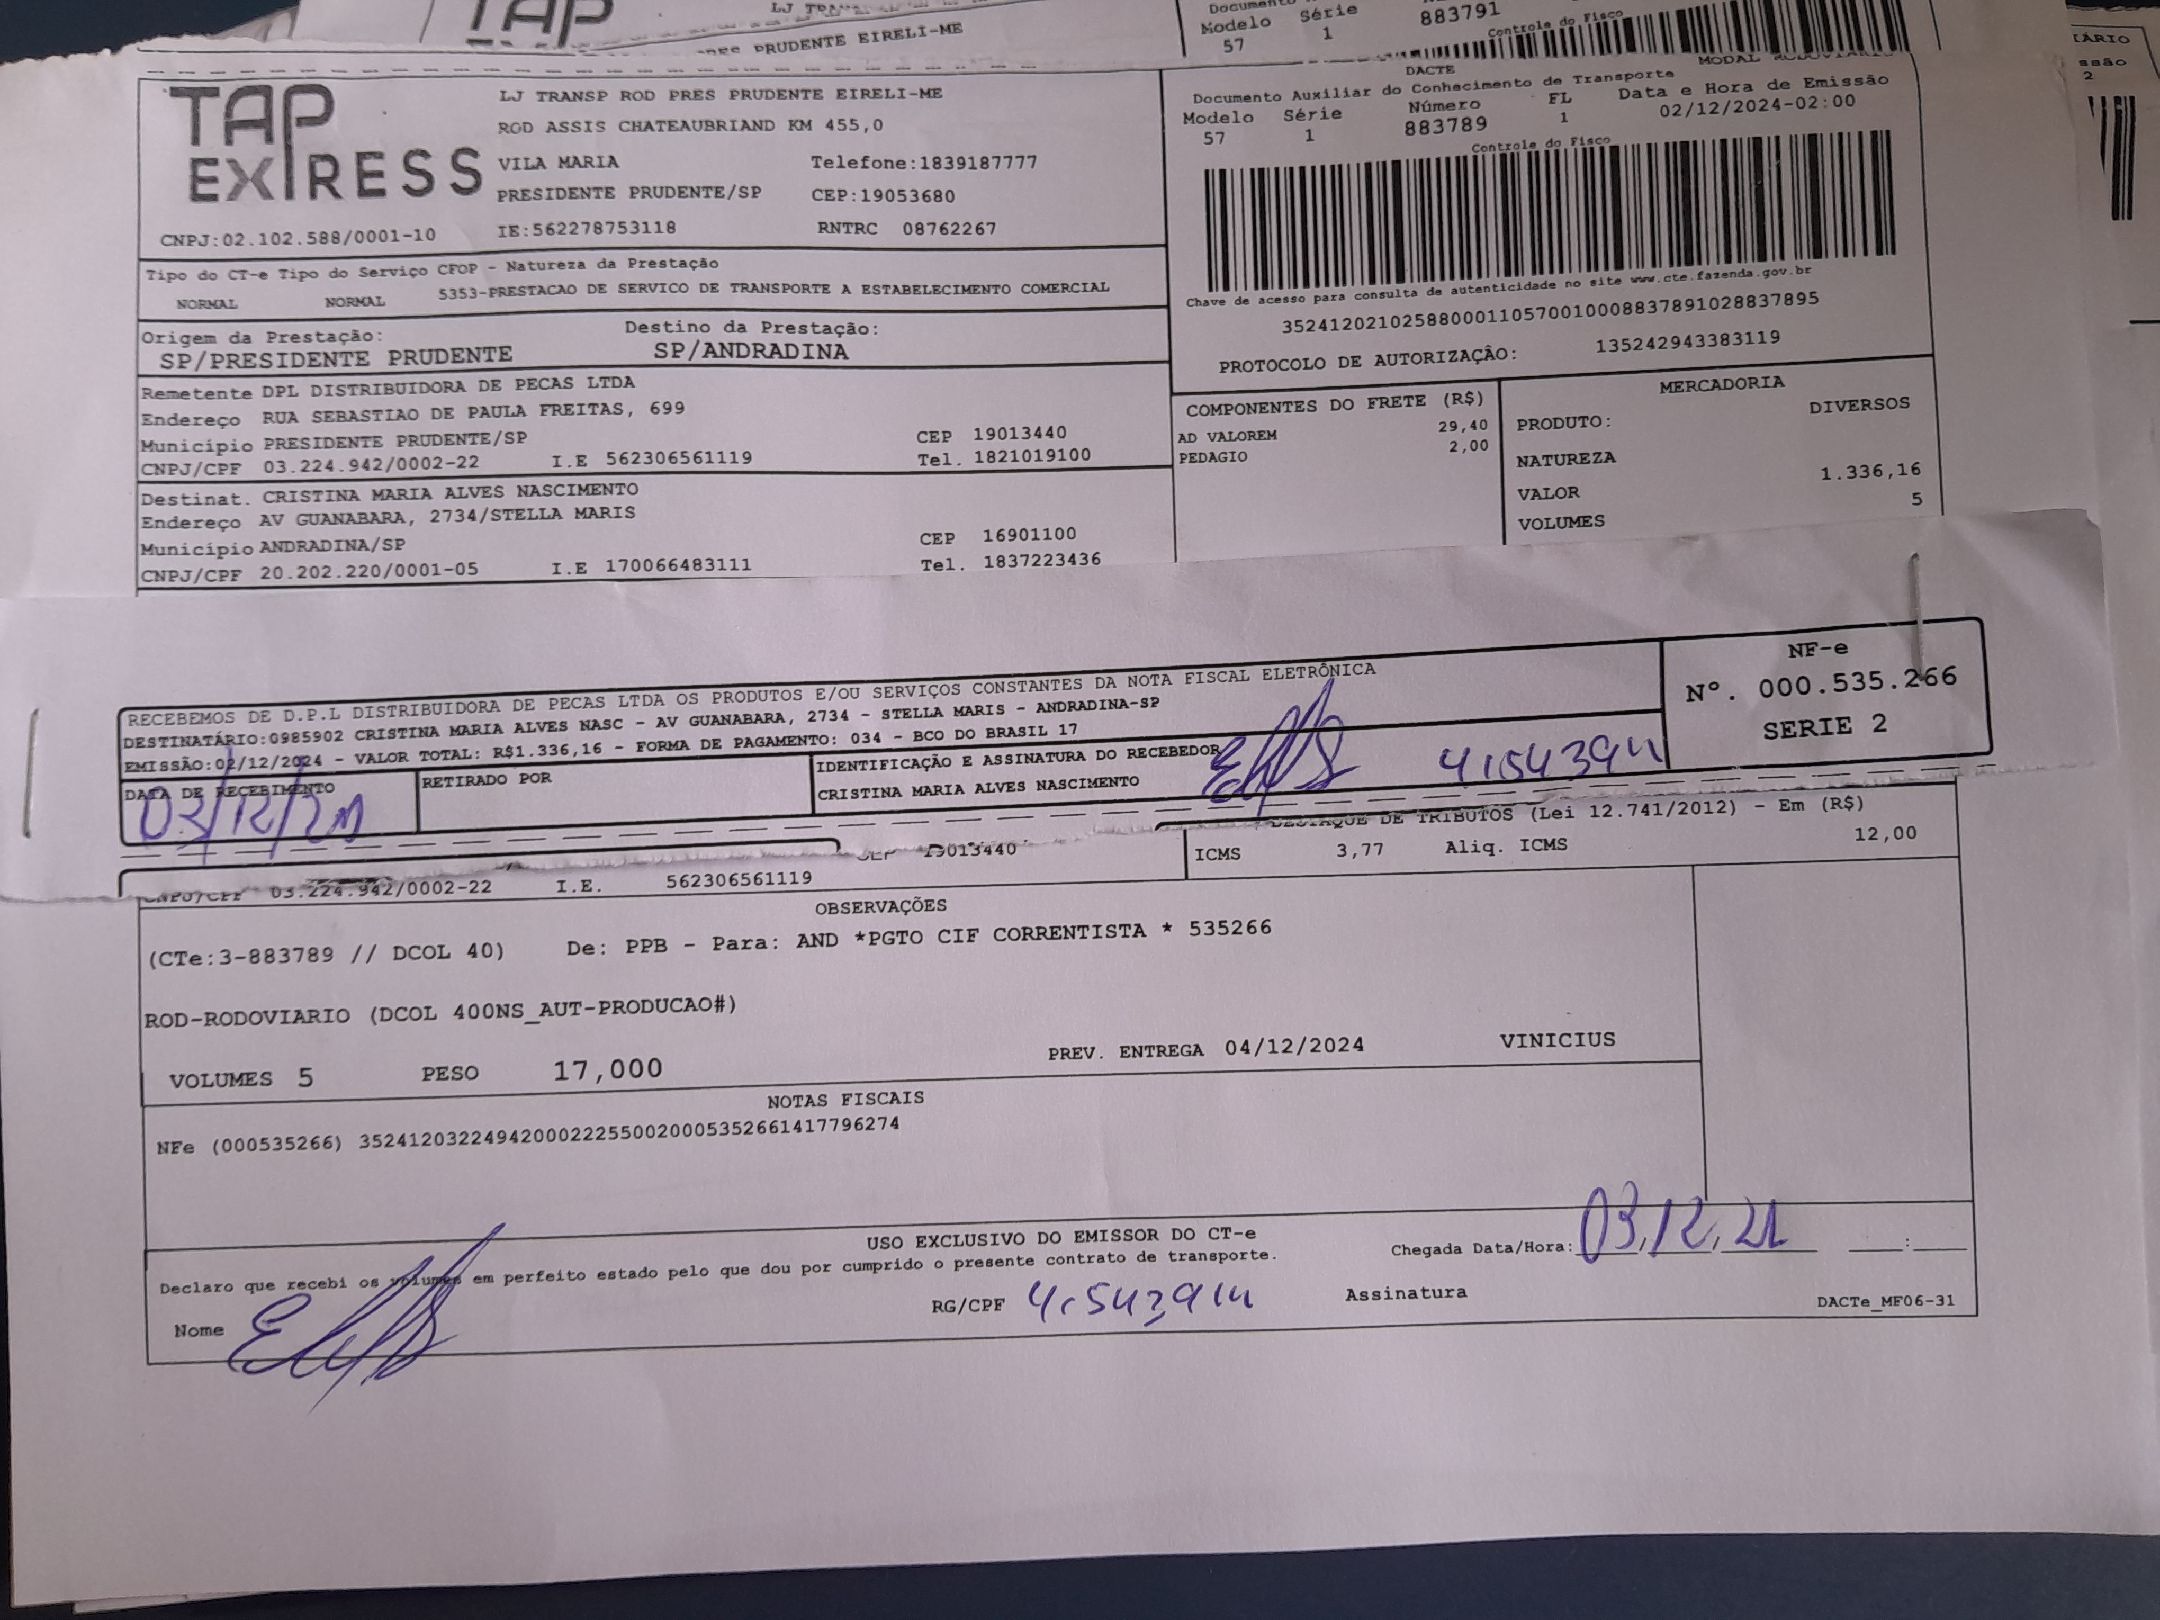 LJ TRANSP
PRUDENTE EIRELI-ME
Modelo Série 883791
57 1 Controle do Fisco
TAP EXPRESS
LJ TRANSP ROD PRES PRUDENTE EIRELI-ME
ROD ASSIS CHATEAUBRIAND KM 455,0
VILA MARIA Telefone:1839187777
PRESIDENTE PRUDENTE/SP CEP:19053680
CNPJ:02.102.588/0001-10 IE:562278753118 RNTRC 08762267
DACTE MODAL RODOVIÁRIO
Documento Auxiliar do Conhecimento de Transporte
Modelo Série Número FL Data e Hora de Emissão
57 1 883789 1 02/12/2024-02:00
Controle do Fisco
Chave de acesso para consulta de autenticidade no site www.cte.fazenda.gov.br
35241202102588000110570010008837891028837895
PROTOCOLO DE AUTORIZAÇÃO: 135242943383119
Tipo do CT-e Tipo do Serviço CFOP - Natureza da Prestação
NORMAL NORMAL 5353-PRESTACAO DE SERVICO DE TRANSPORTE A ESTABELECIMENTO COMERCIAL
Origem da Prestação: Destino da Prestação:
SP/PRESIDENTE PRUDENTE SP/ANDRADINA
Remetente DPL DISTRIBUIDORA DE PECAS LTDA
Endereço RUA SEBASTIAO DE PAULA FREITAS, 699
Município PRESIDENTE PRUDENTE/SP CEP 19013440
CNPJ/CPF 03.224.942/0002-22 I.E 562306561119 Tel. 1821019100
Destinat. CRISTINA MARIA ALVES NASCIMENTO
Endereço AV GUANABARA, 2734/STELLA MARIS
Município ANDRADINA/SP CEP 16901100
CNPJ/CPF 20.202.220/0001-05 I.E 170066483111 Tel. 1837223436
COMPONENTES DO FRETE (R$)
AD VALOREM 29,40
PEDAGIO 2,00
MERCADORIA
PRODUTO: DIVERSOS
NATUREZA
VALOR 1.336,16
VOLUMES 5
RECEBEMOS DE D.P.L DISTRIBUIDORA DE PECAS LTDA OS PRODUTOS E/OU SERVIÇOS CONSTANTES DA NOTA FISCAL ELETRÔNICA
DESTINATÁRIO:0985902 CRISTINA MARIA ALVES NASC - AV GUANABARA, 2734 - STELLA MARIS - ANDRADINA-SP
EMISSÃO:02/12/2024 - VALOR TOTAL: R$1.336,16 - FORMA DE PAGAMENTO: 034 - BCO DO BRASIL 17
DATA DE RECEBIMENTO RETIRADO POR IDENTIFICAÇÃO E ASSINATURA DO RECEBEDOR
CRISTINA MARIA ALVES NASCIMENTO
NF-e
Nº. 000.535.266
SERIE 2
DESTAQUE DE TRIBUTOS (Lei 12.741/2012) - Em (R$)
CEP 19013440 ICMS 3,77 Aliq. ICMS 12,00
CNPJ/CPF 03.224.942/0002-22 I.E. 562306561119
OBSERVAÇÕES
(CTe:3-883789 // DCOL 40) De: PPB - Para: AND *PGTO CIF CORRENTISTA * 535266
ROD-RODOVIARIO (DCOL 400NS_AUT-PRODUCAO#)
VOLUMES 5 PESO 17,000 PREV. ENTREGA 04/12/2024 VINICIUS
NOTAS FISCAIS
NFe (000535266) 35241203224942000222550020005352661417796274
USO EXCLUSIVO DO EMISSOR DO CT-e
Declaro que recebi os volumes em perfeito estado pelo que dou por cumprido o presente contrato de transporte.
Chegada Data/Hora: 03,12,
Nome RG/CPF Assinatura
DACTe_MF06-31